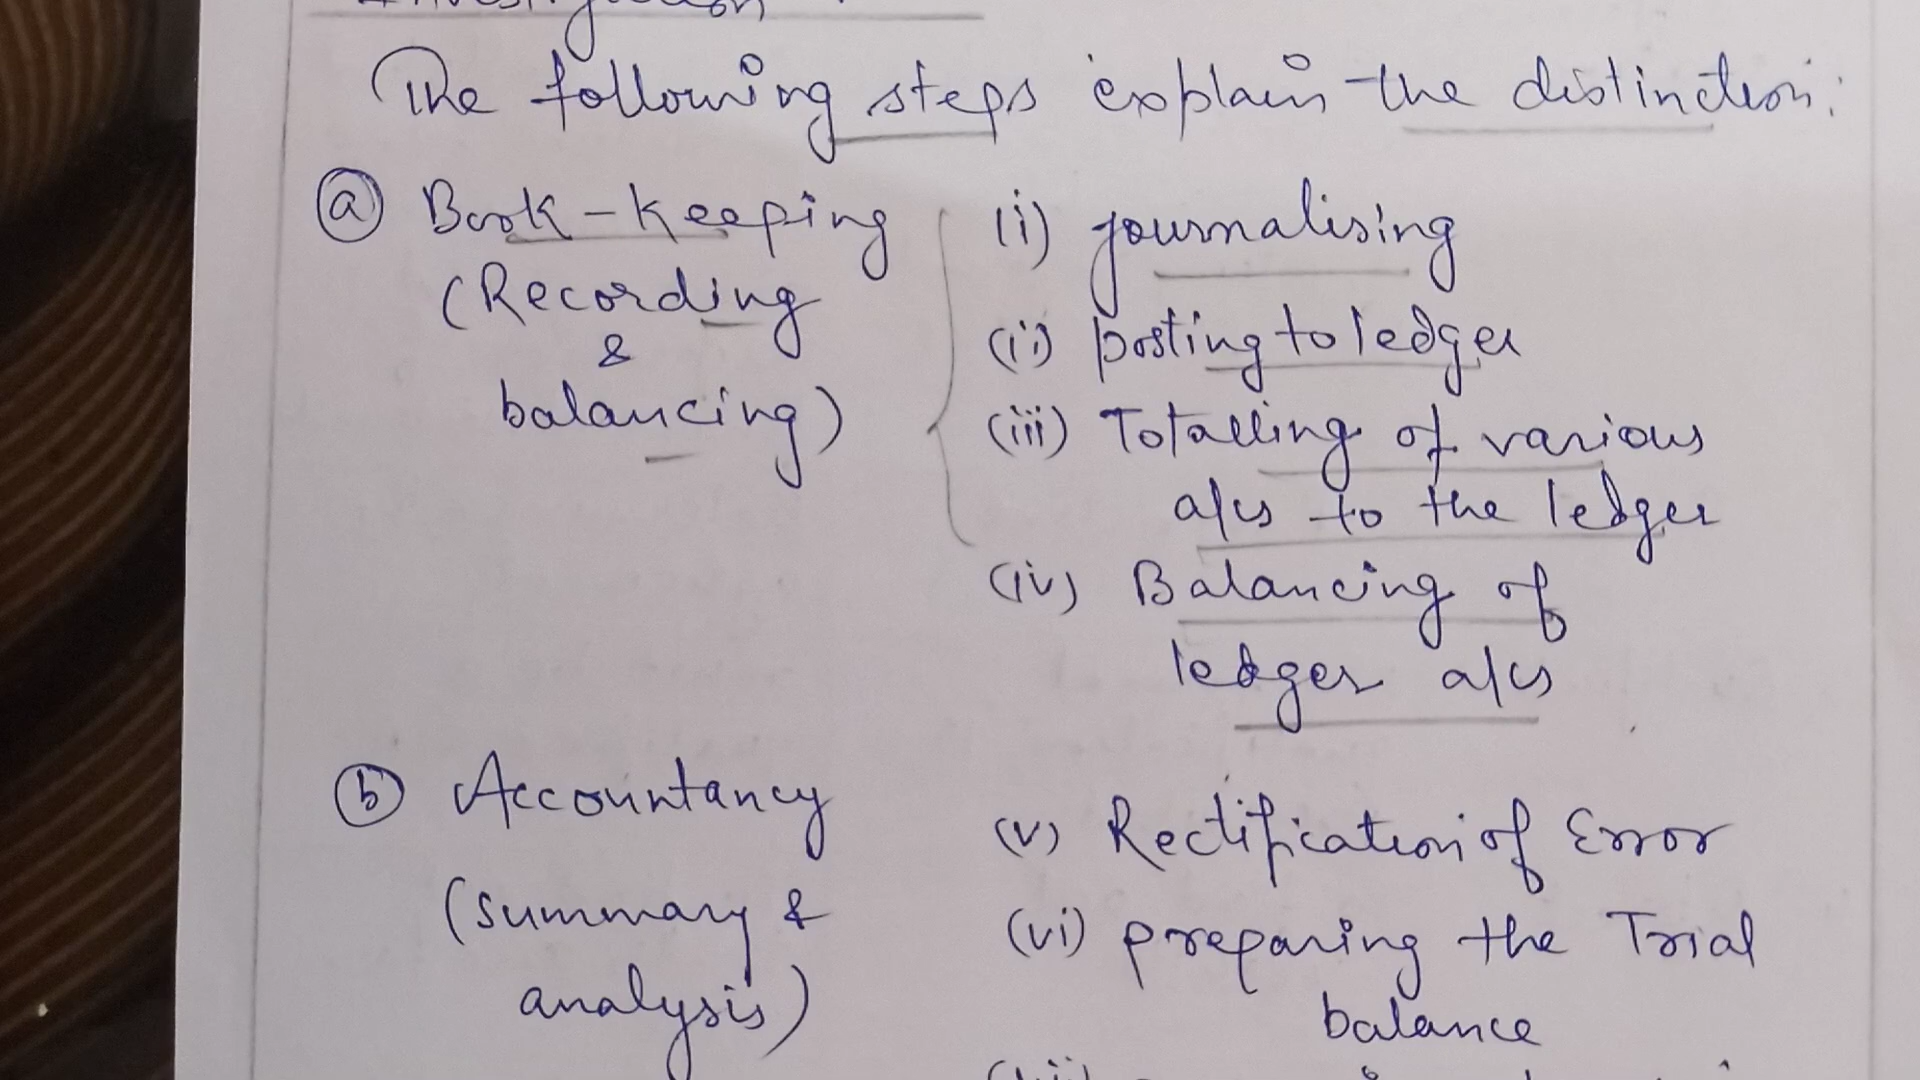 Investigation
The following steps explain the distinction:
(a) Book-keeping
(Recording
&
balancing)
(i) journalising
(ii) posting to ledger
(iii) Totalling of various
a/cs to the ledger
(iv) Balancing of
ledger a/cs
(b) Accountancy
(summary &
analysis)
(v) Rectification of Error
(vi) preparing the Trial
balance